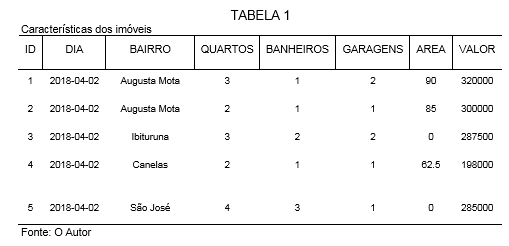 TABELA 1
Características dos imóveis
ID DIA BAIRRO QUARTOS BANHEIROS GARAGENS AREA VALOR
1 2018-04-02 Augusta Mota 3 1 2 90 320000
2 2018-04-02 Augusta Mota 2 1 1 85 300000
3 2018-04-02 Ibituruna 3 2 2 0 287500
4 2018-04-02 Canelas 2 1 1 62.5 198000
5 2018-04-02 São José 4 3 1 0 285000
Fonte: O Autor